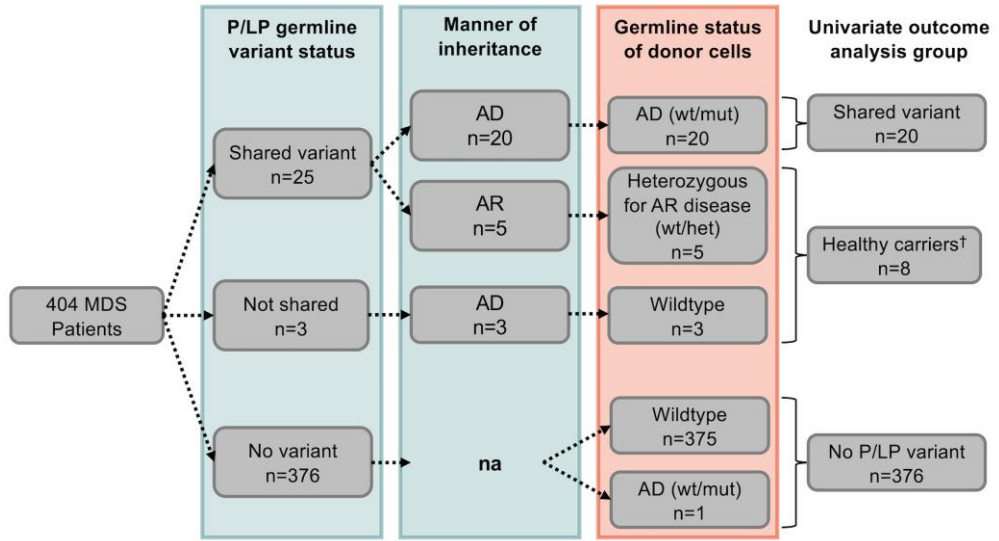 P/LP germline
variant status
Manner of
inheritance
Germline status
of donor cells
Univariate outcome
analysis group
404 MDS
Patients
Shared variant
n=25
Not shared
n=3
No variant
n=376
AD
n=20
AR
n=5
AD
n=3
na
AD (wt/mut)
n=20
Heterozygous
for AR disease
(wt/het)
n=5
Wildtype
n=3
Wildtype
n=375
AD (wt/mut)
n=1
Shared variant
n=20
Healthy carriers†
n=8
No P/LP variant
n=376